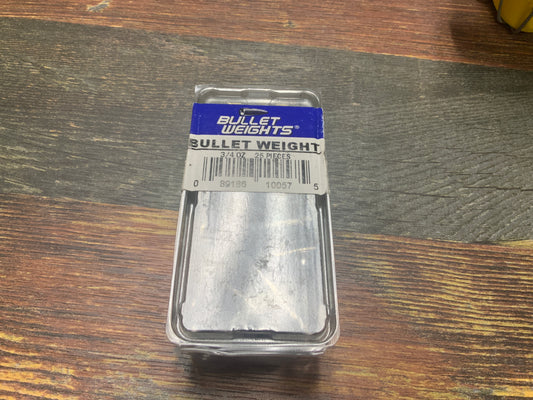 BULLET
WEIGHTS®
BULLET WEIGHT
3/4 OZ 25 PIECES
0 89186 10057 5